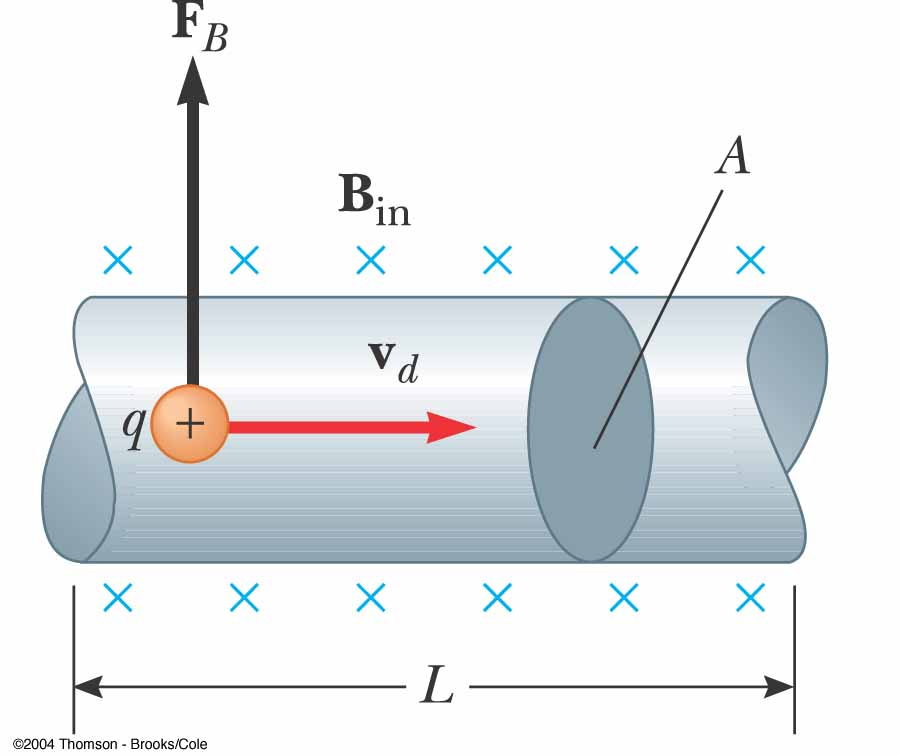 F_B
B_in
A
v_d
q +
L
©2004 Thomson - Brooks/Cole